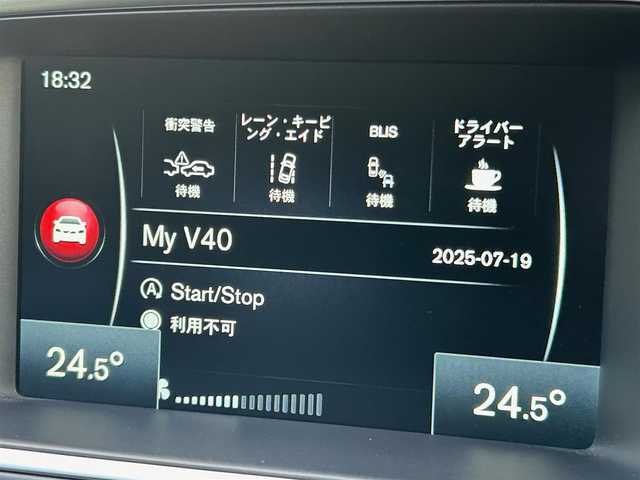 18:32
衝突警告
レーン・キーピ
ング・エイド
BLIS
ドライバー
アラート
待機
待機
待機
待機
My V40
2025-07-19
A Start/Stop
利用不可
24.5°
24.5°